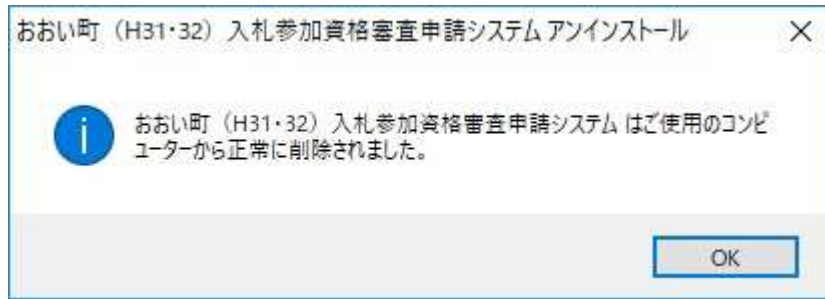 おおい町（H31・32）入札参加資格審査申請システム アンインストール
おおい町（H31・32）入札参加資格審査申請システム はご使用のコンピ
ューターから正常に削除されました。
OK